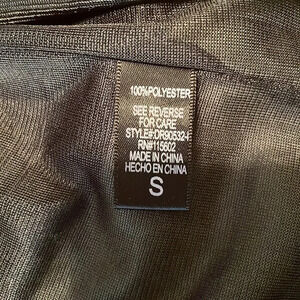 100%POLYESTER
SEE REVERSE
FOR CARE
STYLE#:DR90532-I
RN#115602
MADE IN CHINA
HECHO EN CHINA
S